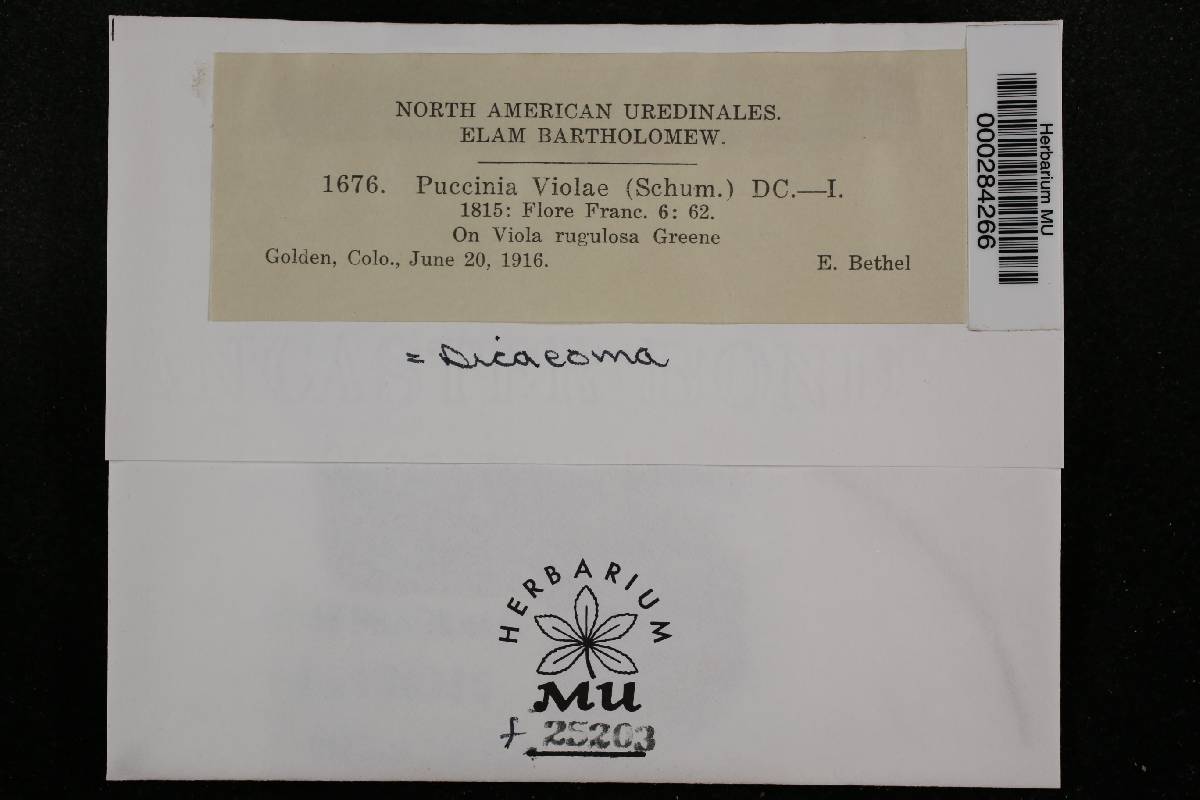 NORTH AMERICAN UREDINALES.
ELAM BARTHOLOMEW.
1676. Puccinia Violae (Schum.) DC.—I.
1815: Flore Franc. 6: 62.
On Viola rugulosa Greene
Golden, Colo., June 20, 1916. E. Bethel
Herbarium MU
000284266
= Dicaeoma
HERBARIUM
MU
f 25203